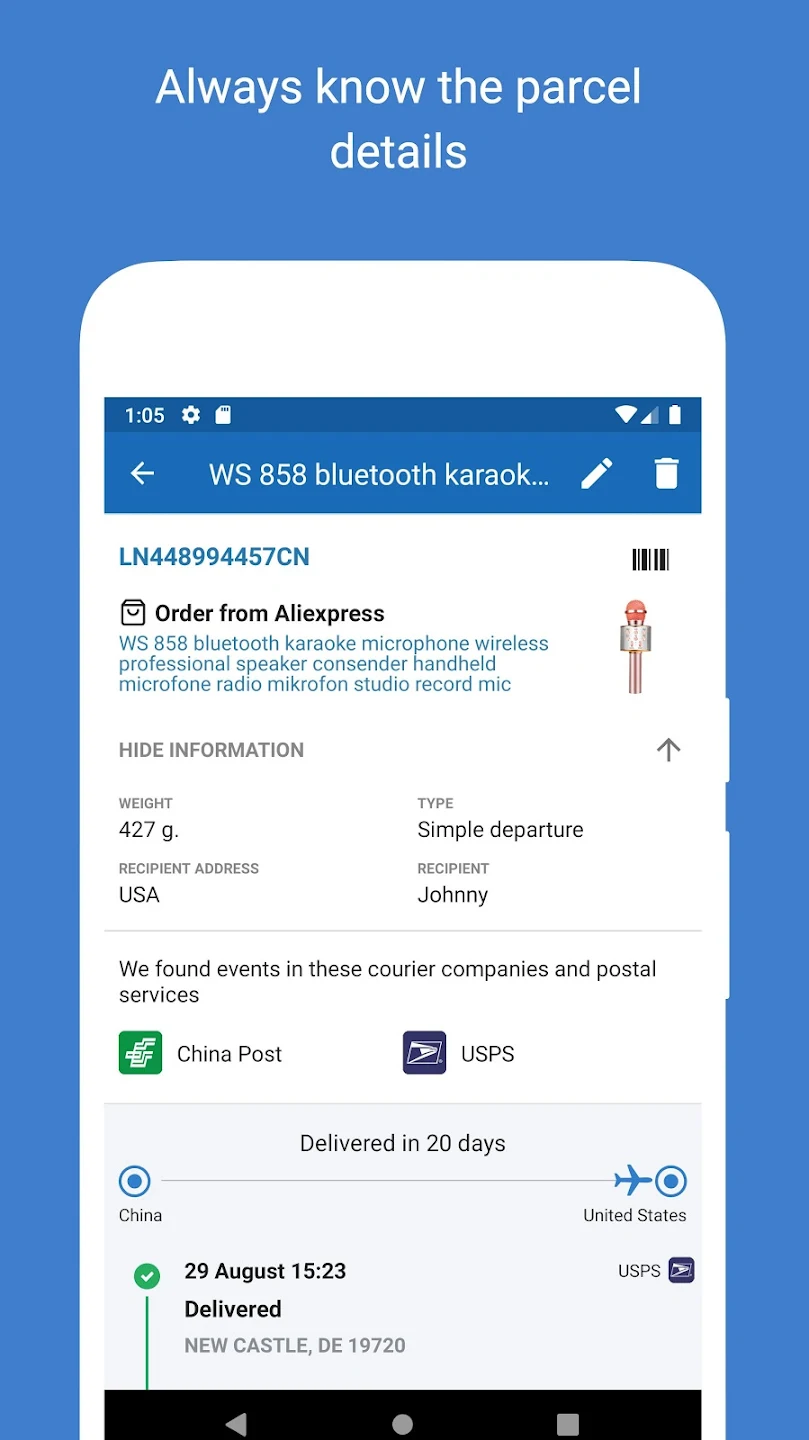 Always know the parcel
details
1:05
WS 858 bluetooth karaok...
LN448994457CN
Order from Aliexpress
WS 858 bluetooth karaoke microphone wireless
professional speaker consender handheld
microfone radio mikrofon studio record mic
HIDE INFORMATION
WEIGHT
TYPE
427 g.
Simple departure
RECIPIENT ADDRESS
RECIPIENT
USA
Johnny
We found events in these courier companies and postal
services
China Post
USPS
Delivered in 20 days
China
United States
29 August 15:23
USPS
Delivered
NEW CASTLE, DE 19720